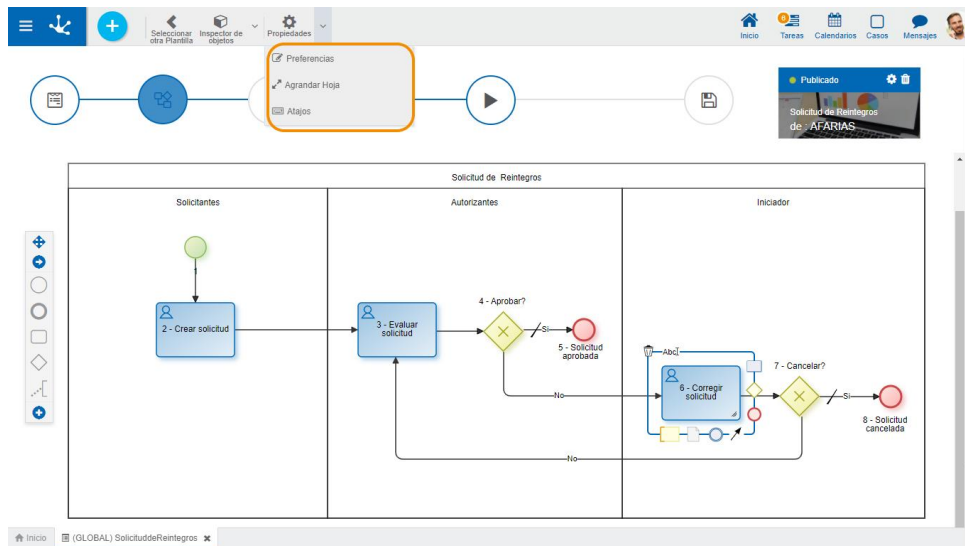 Seleccionar
otra Plantilla
Inspector de
objetos
Propiedades
Inicio
Tareas
Calendarios
Casos
Mensajes
Preferencias
Agrandar Hoja
Atajos
Publicado
Solicitud de Reintegros
de : AFARIAS
Solicitud de Reintegros
Solicitantes
Autorizantes
Iniciador
1
2 - Crear solicitud
3 - Evaluar
solicitud
4 - Aprobar?
Si
5 - Solicitud
aprobada
No
Abc
6 - Corregir
solicitud
7 - Cancelar?
Si
8 - Solicitud
cancelada
No
Inicio
(GLOBAL) SolicituddeReintegros